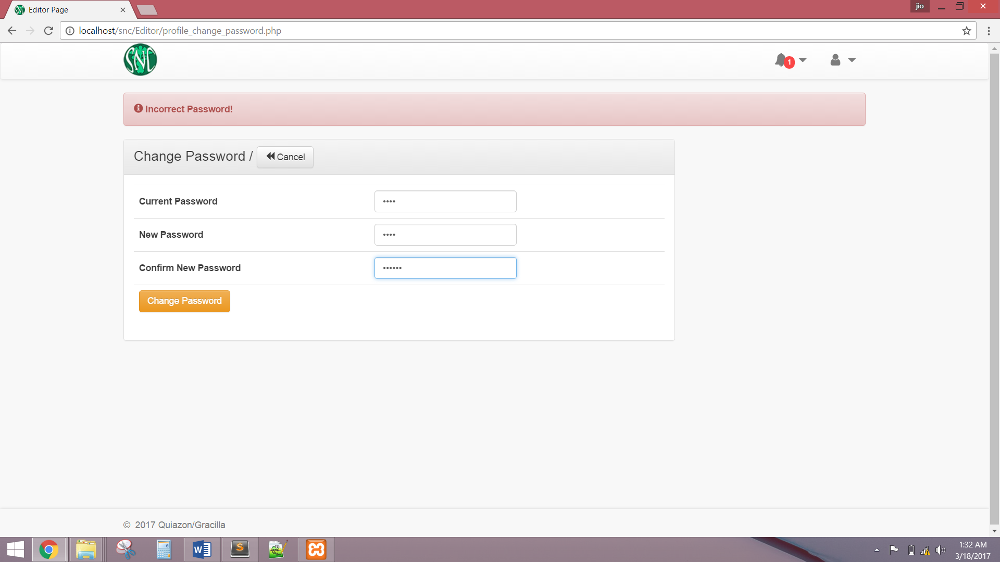 Editor Page
jio
localhost/snc/Editor/profile_change_password.php
SNC
1
Incorrect Password!
Change Password / Cancel
Current Password
New Password
Confirm New Password
Change Password
© 2017 Quiazon/Gracilla
1:32 AM
3/18/2017